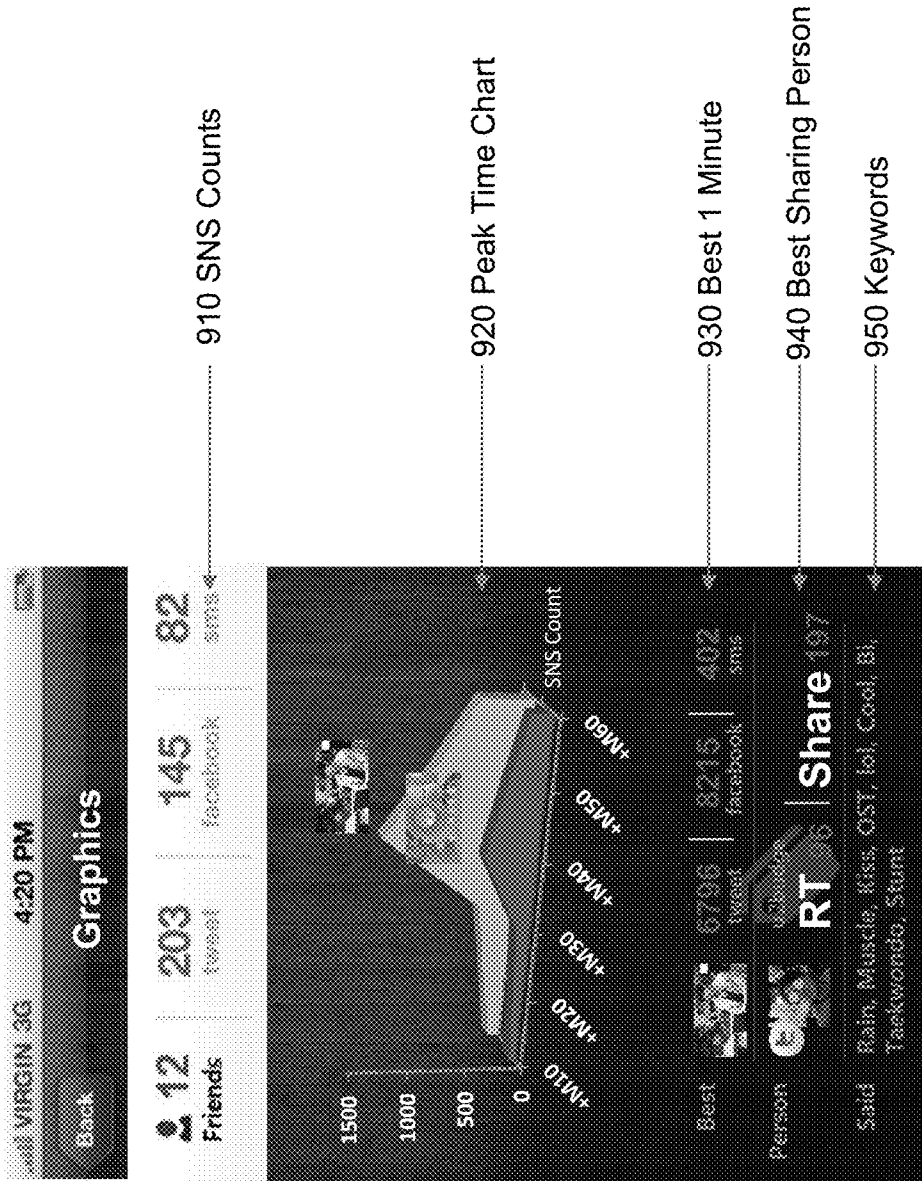 VIRGIN 3G 4:20 PM
Back Graphics
12 203 145 82
Friends tweet facebook sms
910 SNS Counts
1500
1000
500
0
+M10 +M20 +M30 +M40 +M50 +M60
SNS Count
920 Peak Time Chart
Best 6796 8215 402
tweet facebook sms
930 Best 1 Minute
Person
RT Share 197
940 Best Sharing Person
Said Rain, Muscle, Kiss, OST, lol, Cool, Bi,
Taekwondo, Stunt
950 Keywords